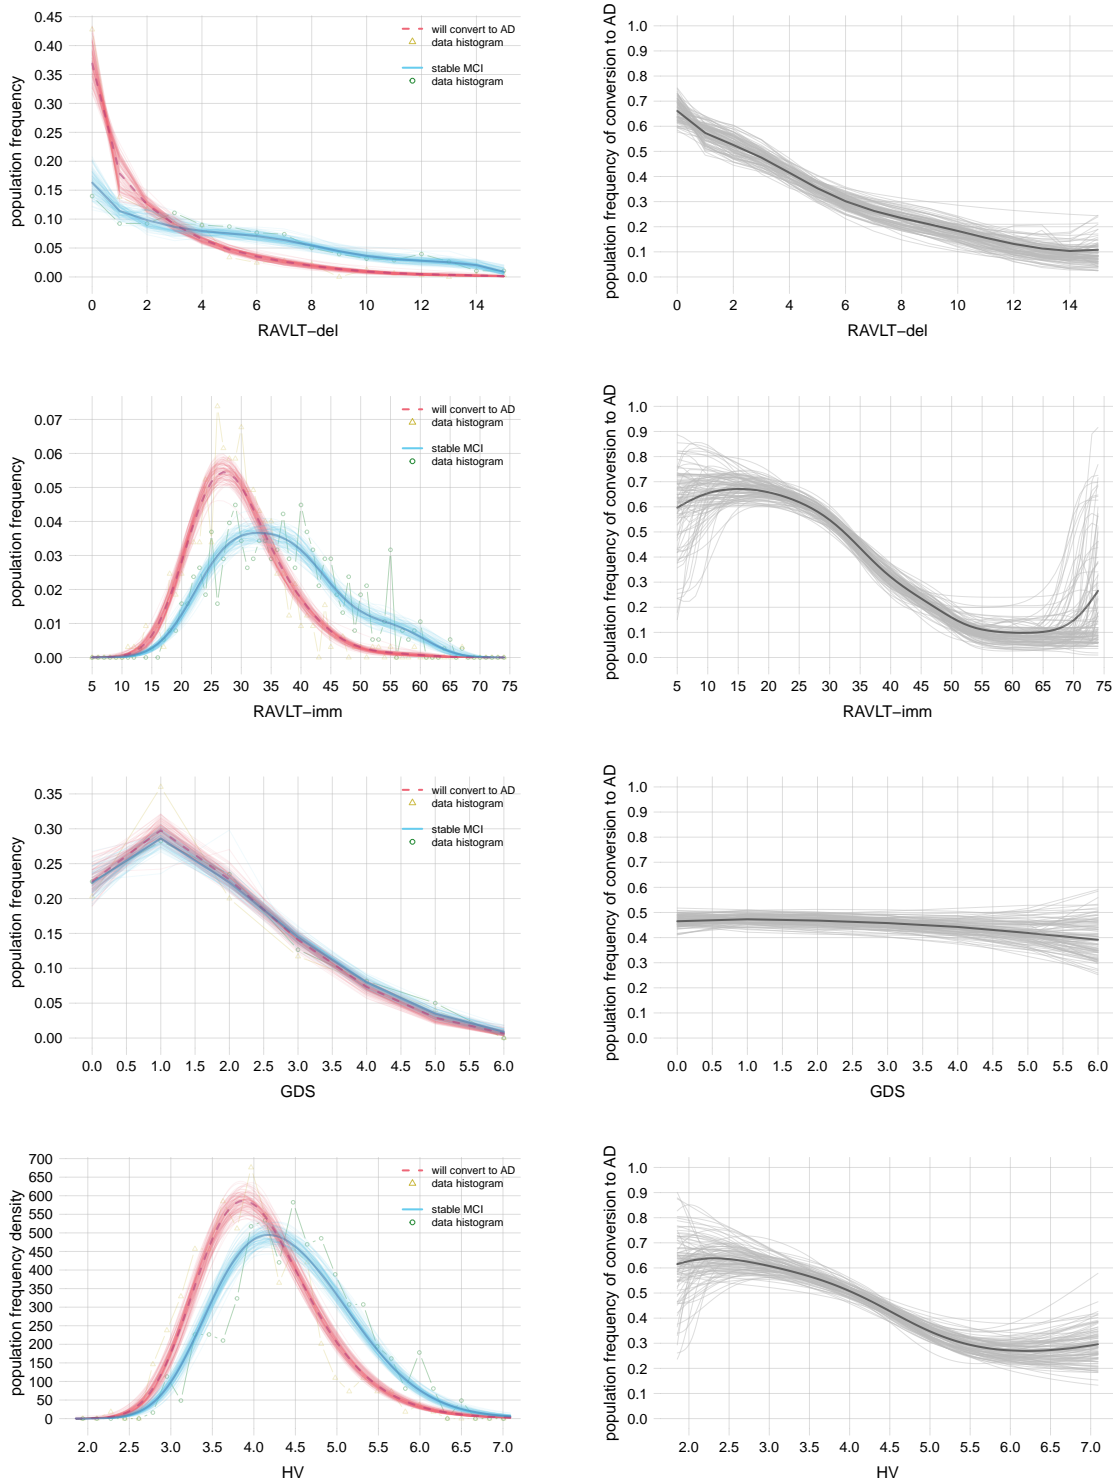 population frequency
0.45
0.40
0.35
0.30
0.25
0.20
0.15
0.10
0.05
0.00
0 2 4 6 8 10 12 14
RAVLT−del
will convert to AD
data histogram
stable MCI
data histogram
population frequency of conversion to AD
1.0
0.9
0.8
0.7
0.6
0.5
0.4
0.3
0.2
0.1
0.0
0 2 4 6 8 10 12 14
RAVLT−del
population frequency
0.07
0.06
0.05
0.04
0.03
0.02
0.01
0.00
5 10 15 20 25 30 35 40 45 50 55 60 65 70 75
RAVLT−imm
will convert to AD
data histogram
stable MCI
data histogram
population frequency of conversion to AD
1.0
0.9
0.8
0.7
0.6
0.5
0.4
0.3
0.2
0.1
0.0
5 10 15 20 25 30 35 40 45 50 55 60 65 70 75
RAVLT−imm
population frequency
0.35
0.30
0.25
0.20
0.15
0.10
0.05
0.00
0.0 0.5 1.0 1.5 2.0 2.5 3.0 3.5 4.0 4.5 5.0 5.5 6.0
GDS
will convert to AD
data histogram
stable MCI
data histogram
population frequency of conversion to AD
1.0
0.9
0.8
0.7
0.6
0.5
0.4
0.3
0.2
0.1
0.0
0.0 0.5 1.0 1.5 2.0 2.5 3.0 3.5 4.0 4.5 5.0 5.5 6.0
GDS
population frequency density
700
650
600
550
500
450
400
350
300
250
200
150
100
50
0
2.0 2.5 3.0 3.5 4.0 4.5 5.0 5.5 6.0 6.5 7.0
HV
will convert to AD
data histogram
stable MCI
data histogram
population frequency of conversion to AD
1.0
0.9
0.8
0.7
0.6
0.5
0.4
0.3
0.2
0.1
0.0
2.0 2.5 3.0 3.5 4.0 4.5 5.0 5.5 6.0 6.5 7.0
HV